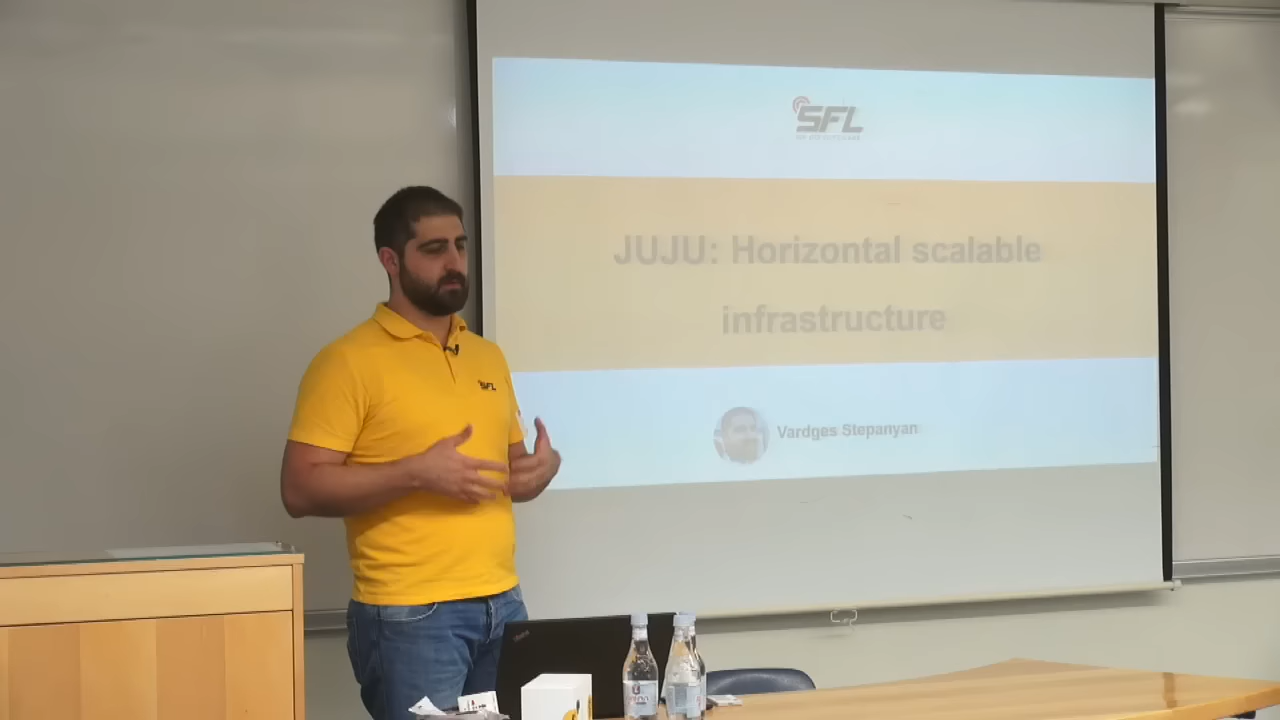 SFL
JUJU: Horizontal scalable
infrastructure
Vardges Stepanyan
SFL